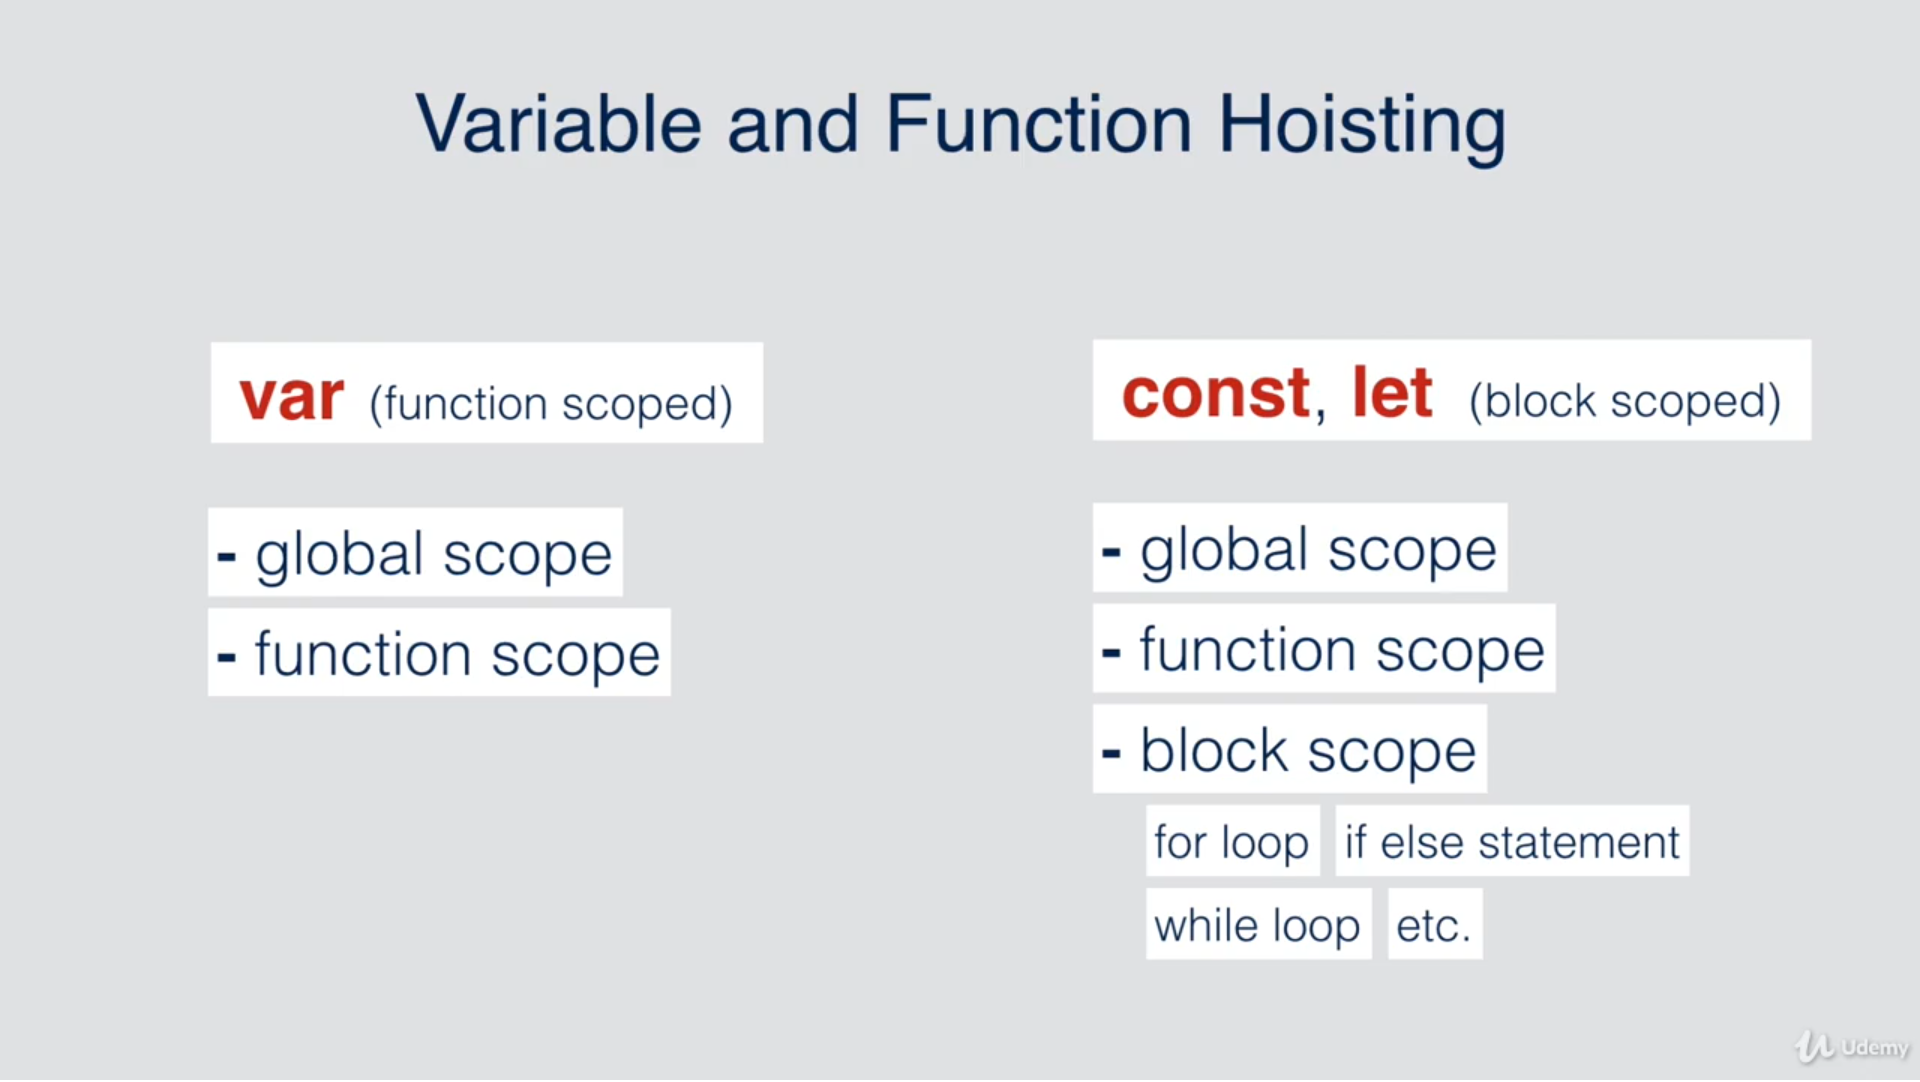 Variable and Function Hoisting
var (function scoped)
- global scope
- function scope
const, let (block scoped)
- global scope
- function scope
- block scope
for loop if else statement
while loop etc.
Udemy